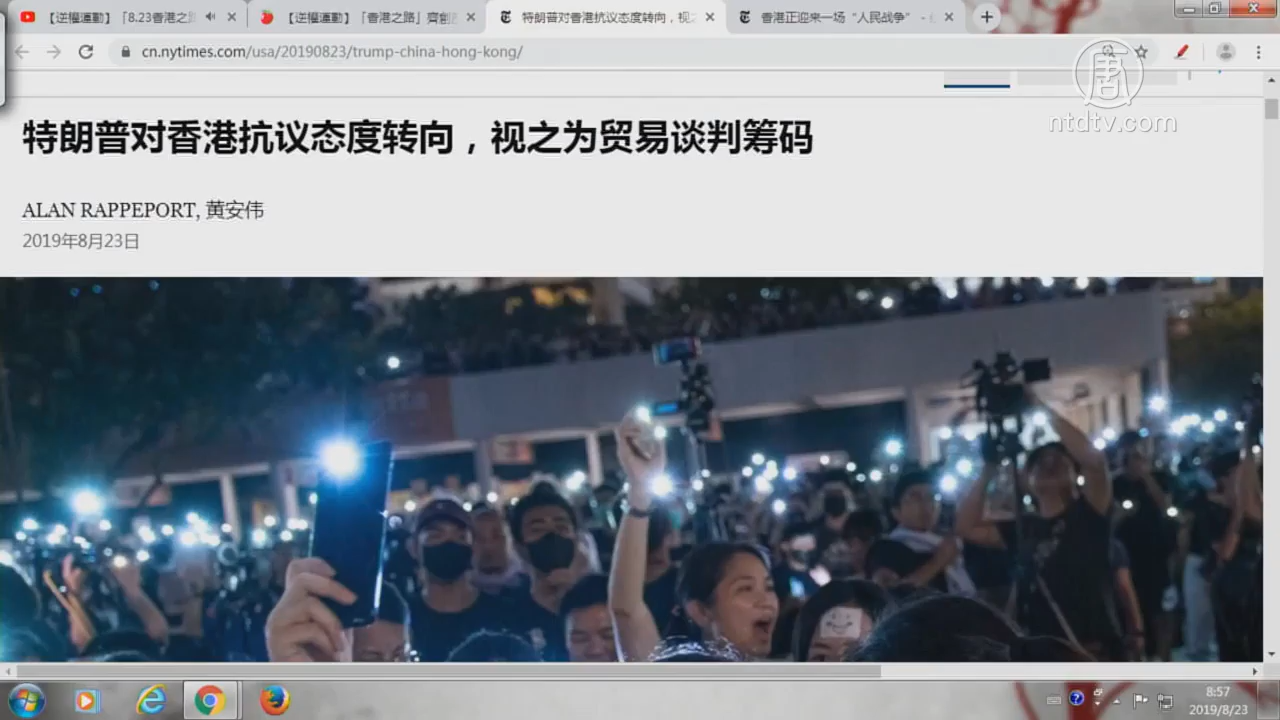 【逆權運動】「8.23香港之路
【逆權運動】「香港之路」齊創
特朗普对香港抗议态度转向，视
香港正迎来一场“人民战争” -
cn.nytimes.com/usa/20190823/trump-china-hong-kong/
唐
ntdtv.com
特朗普对香港抗议态度转向，视之为贸易谈判筹码
ALAN RAPPEPORT, 黄安伟
2019年8月23日
8:57
2019/8/23